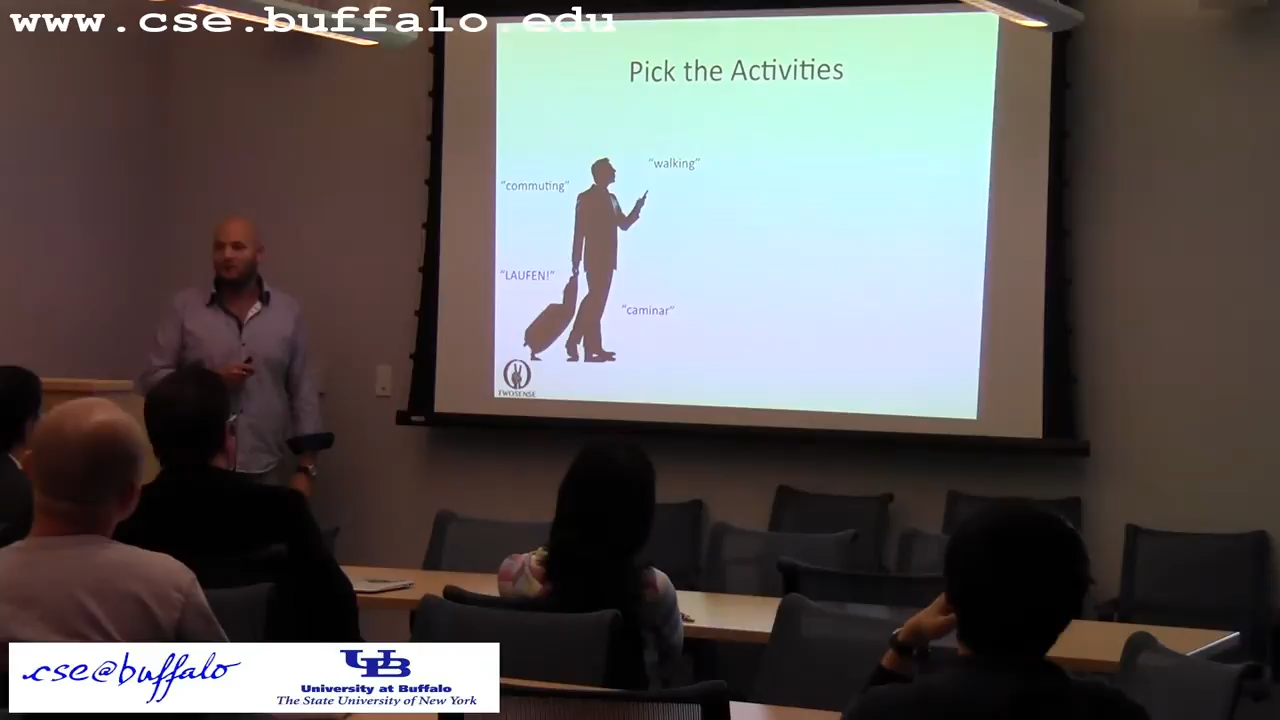 www.cse.buffalo.edu
Pick the Activities
"walking"
"commuting"
"LAUFEN!"
"caminar"
TWOSENSE
cse@buffalo
UB
University at Buffalo
The State University of New York